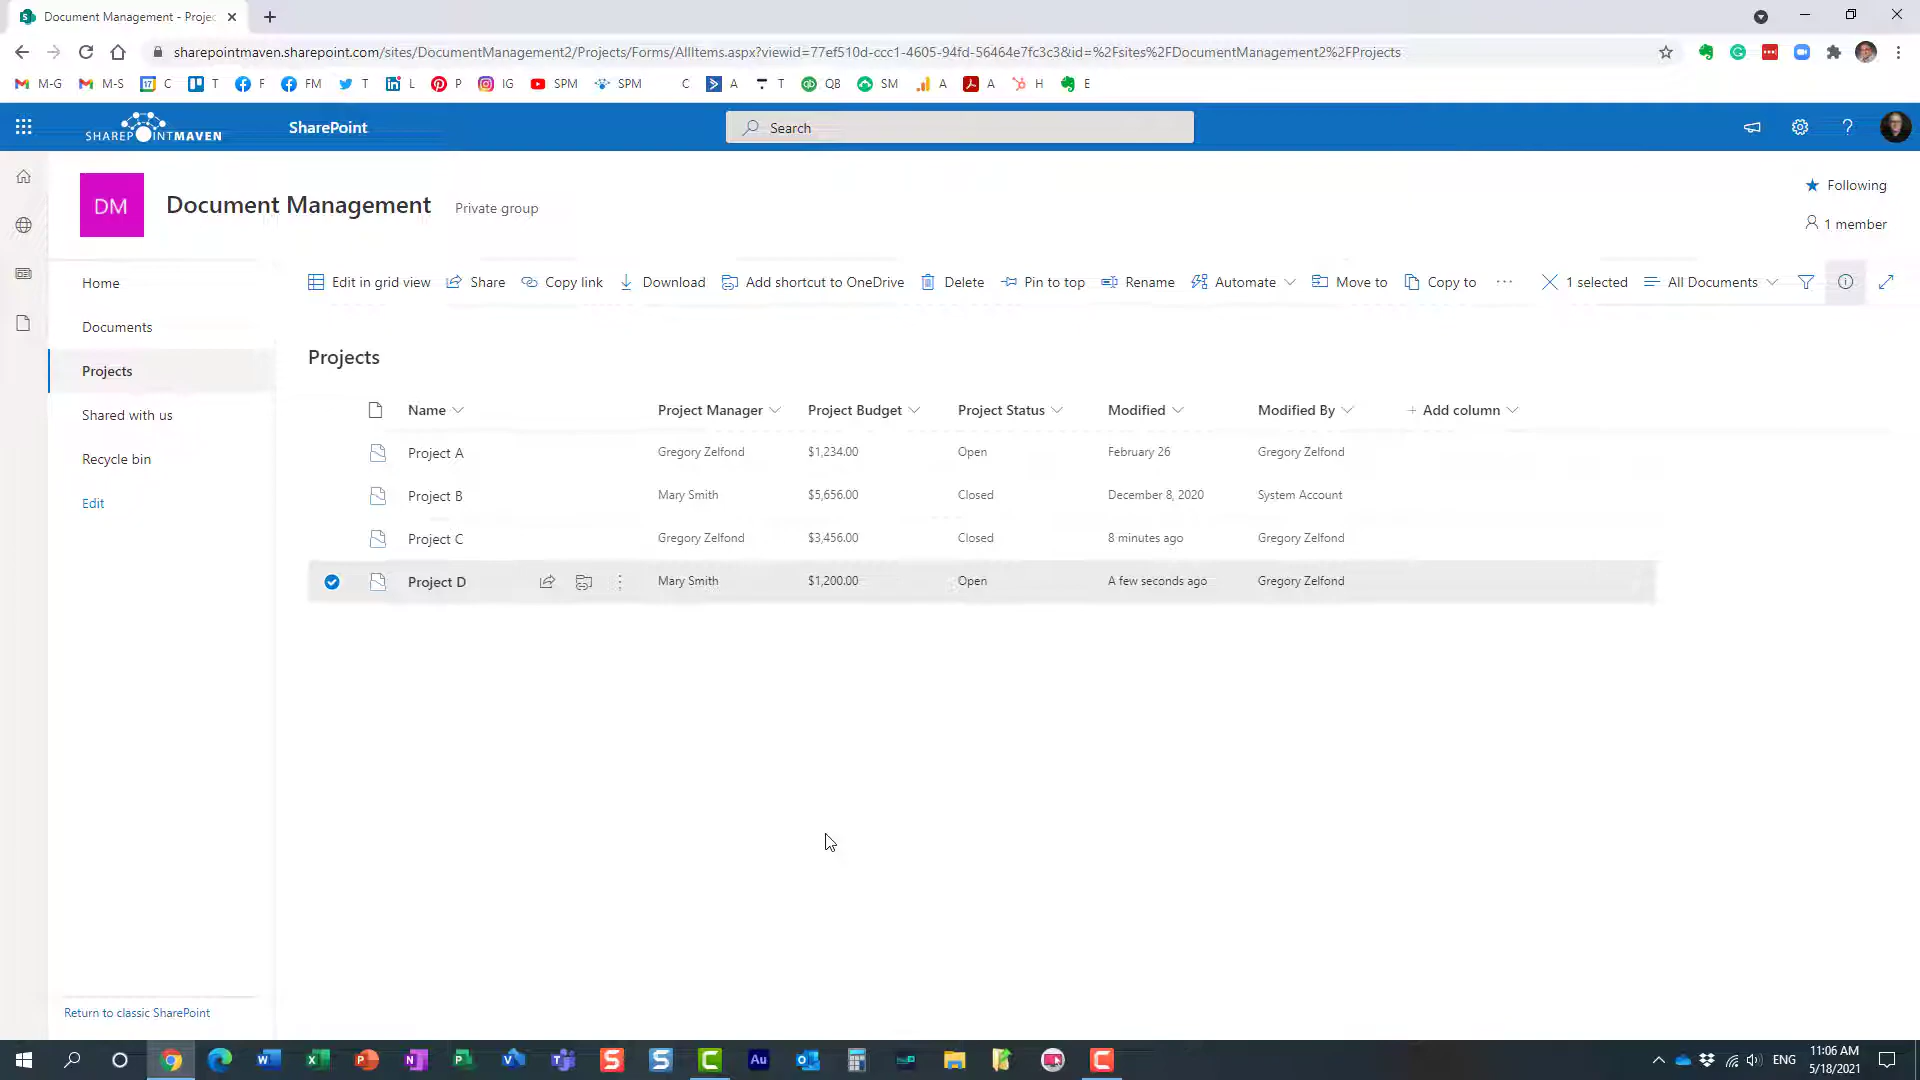 Document Management - Projec
sharepointmaven.sharepoint.com/sites/DocumentManagement2/Projects/Forms/AllItems.aspx?viewid=77ef510d-ccc1-4605-94fd-56464e7fc3c3&id=%2Fsites%2FDocumentManagement2%2FProjects
M-G M-S C T F FM T L P IG SPM SPM C A T QB SM A A H E
SHAREPOINTMAVEN SharePoint Search
DM Document Management Private group
Following
1 member
Home
Documents
Projects
Shared with us
Recycle bin
Edit
Return to classic SharePoint
Edit in grid view Share Copy link Download Add shortcut to OneDrive Delete Pin to top Rename Automate Move to Copy to ··· 1 selected All Documents
Projects
Name Project Manager Project Budget Project Status Modified Modified By + Add column
Project A Gregory Zelfond $1,234.00 Open February 26 Gregory Zelfond
Project B Mary Smith $5,656.00 Closed December 8, 2020 System Account
Project C Gregory Zelfond $3,456.00 Closed 8 minutes ago Gregory Zelfond
Project D Mary Smith $1,200.00 Open A few seconds ago Gregory Zelfond
ENG
11:06 AM
5/18/2021